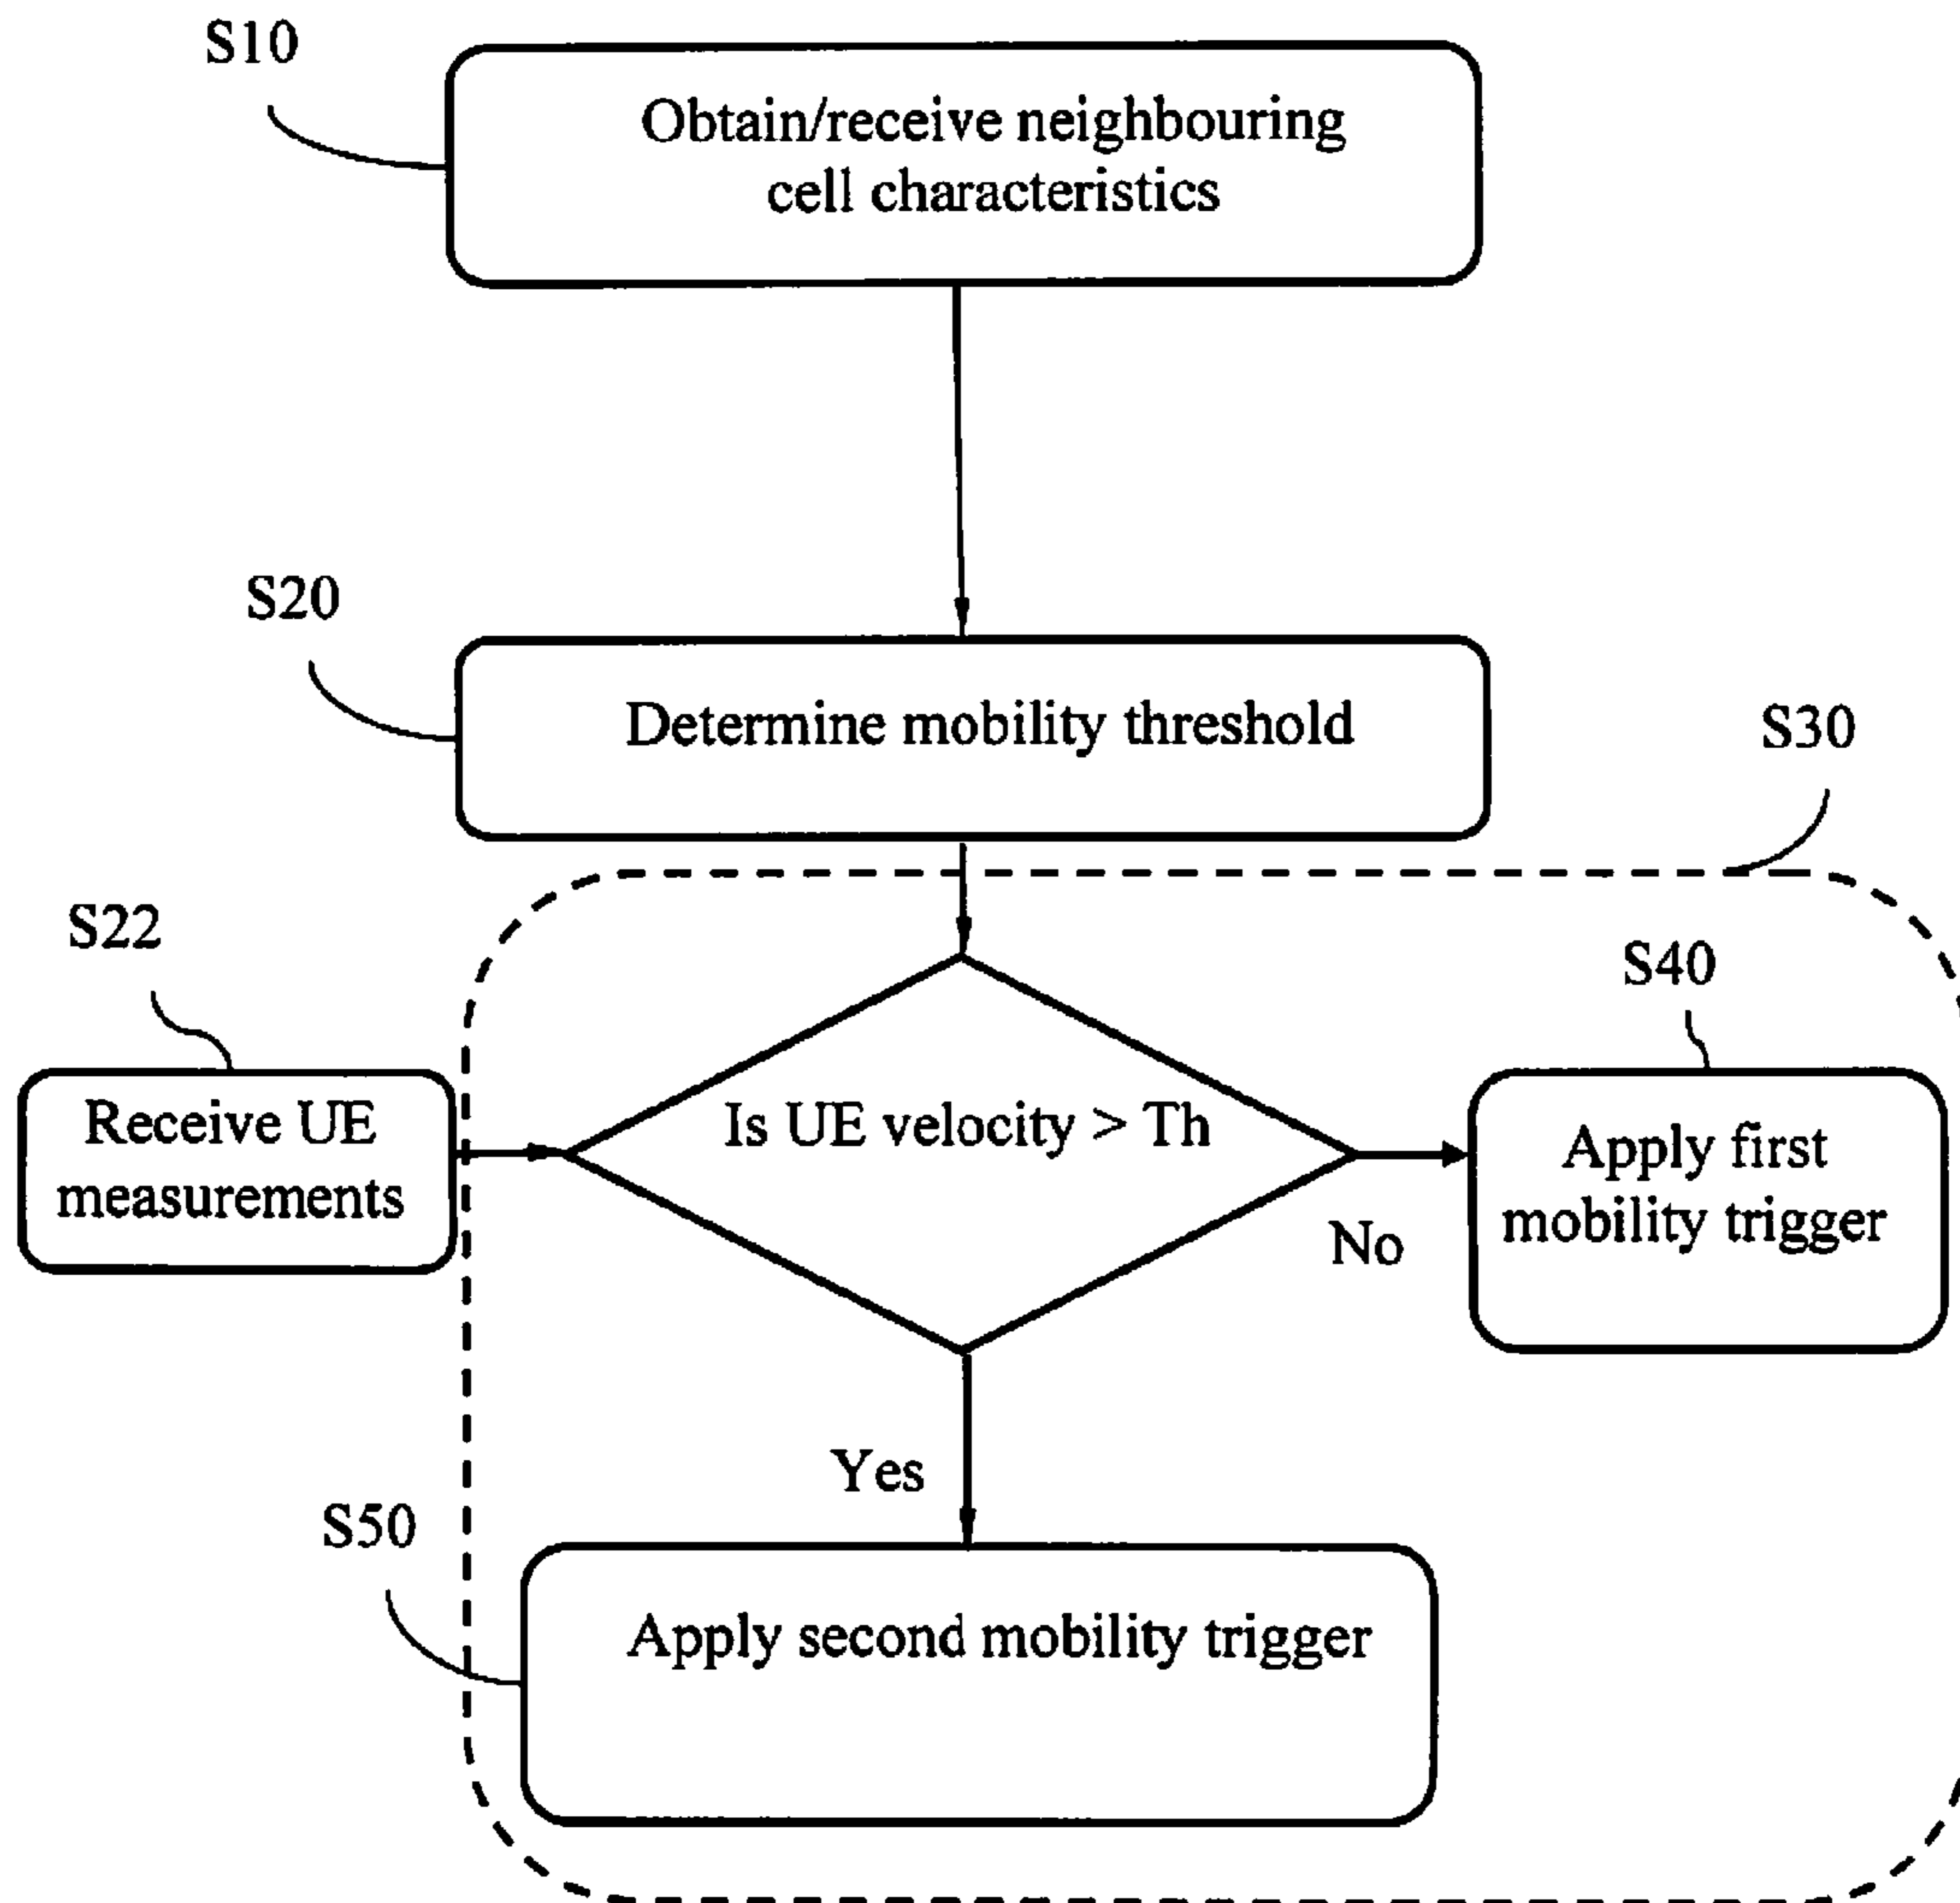 S10
Obtain/receive neighbouring
cell characteristics
S20
Determine mobility threshold
S30
S22
Receive UE
measurements
Is UE velocity > Th
S40
Apply first
mobility trigger
No
Yes
S50
Apply second mobility trigger